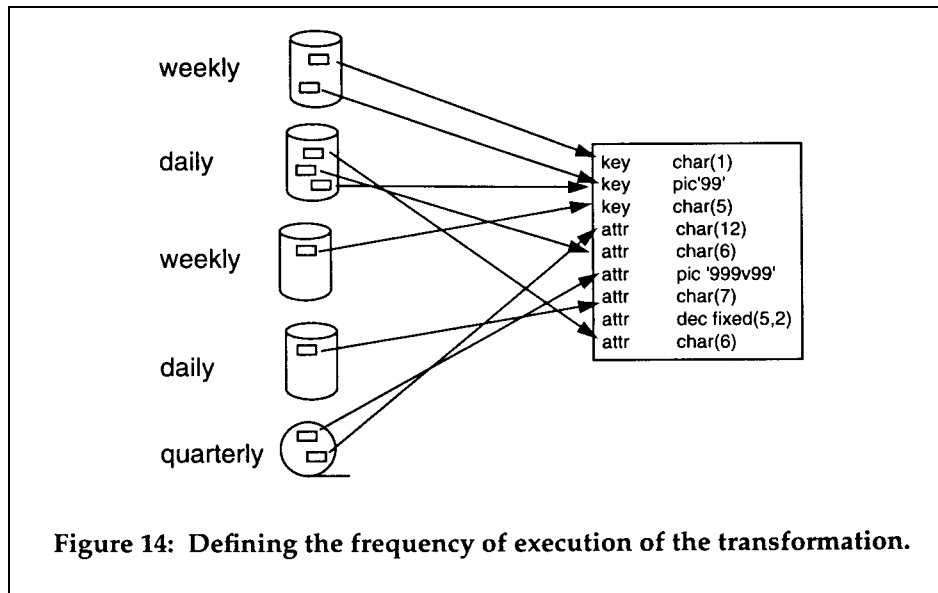 weekly
daily
weekly
daily
quarterly
key char(1)
key pic'99'
key char(5)
attr char(12)
attr char(6)
attr pic '999v99'
attr char(7)
attr dec fixed(5,2)
attr char(6)
Figure 14: Defining the frequency of execution of the transformation.